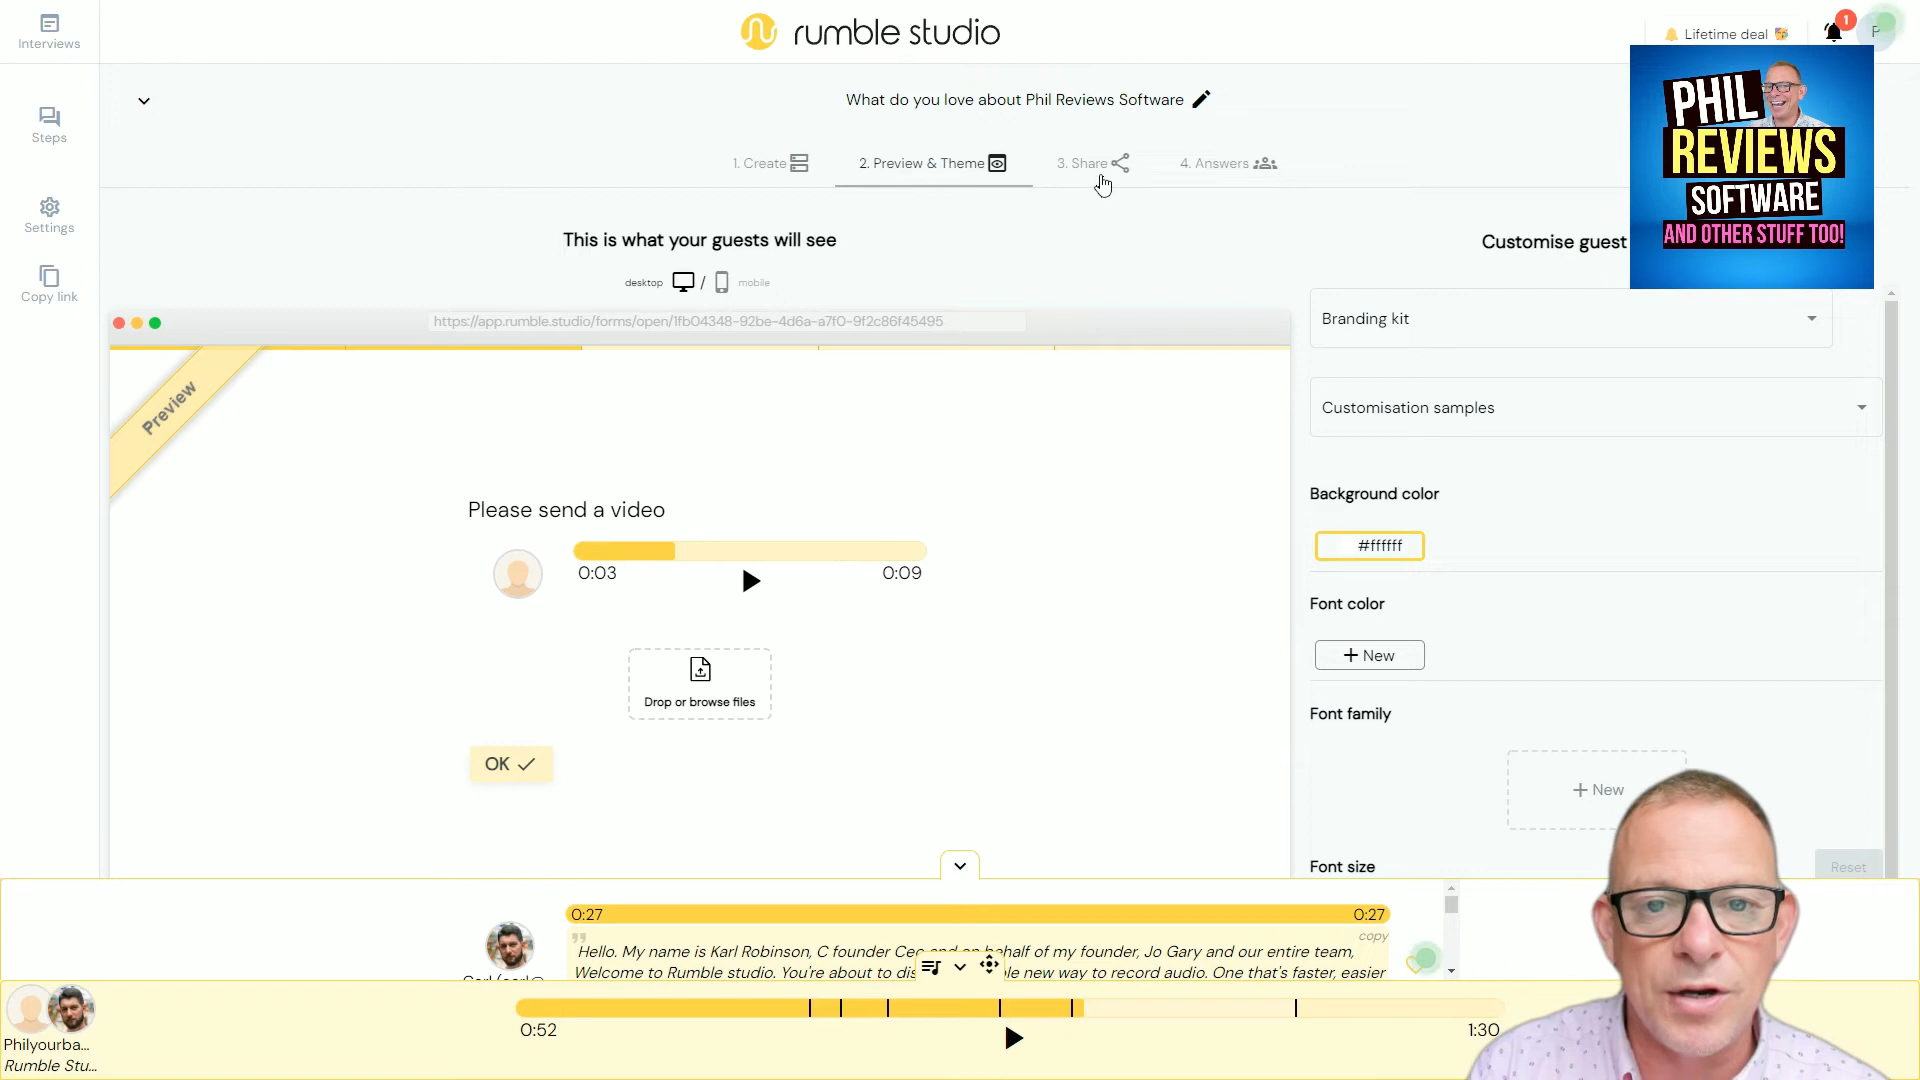 Interviews
rumble studio
Lifetime deal
1
P
What do you love about Phil Reviews Software
Steps
1. Create
2. Preview & Theme
3. Share
4. Answers
PHIL
REVIEWS
SOFTWARE
AND OTHER STUFF TOO!
Settings
Copy link
This is what your guests will see
Customise guest
desktop
/
mobile
https://app.rumble.studio/forms/open/1fb04348-92be-4d6a-a7f0-9f2c86f45495
Branding kit
Preview
Customisation samples
Please send a video
0:03
0:09
Background color
#ffffff
Font color
+ New
Drop or browse files
Font family
OK
+ New
Font size
Reset
0:27
0:27
copy
Hello. My name is Karl Robinson, C founder Ceo and on behalf of my founder, Jo Gary and our entire team,
Welcome to Rumble studio. You're about to dis le new way to record audio. One that's faster, easier
0:52
1:30
Philyourba...
Rumble Stu...